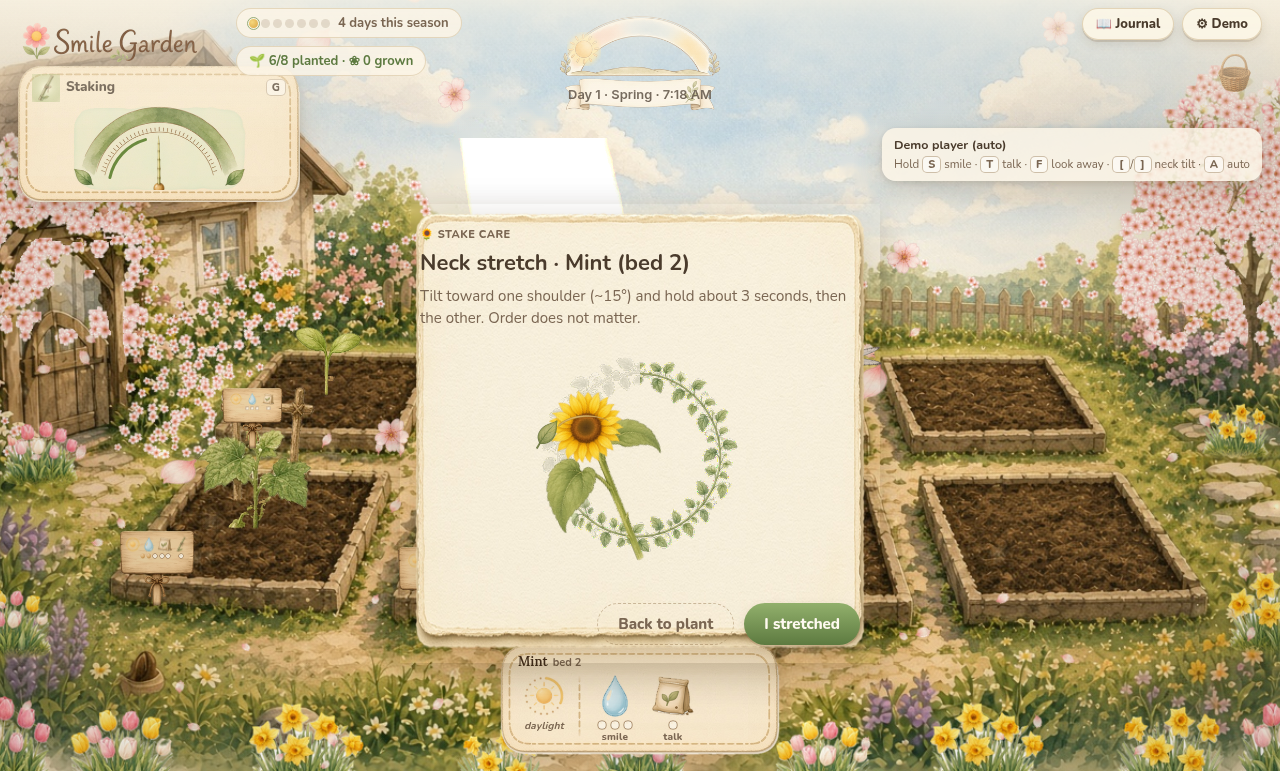 Smile Garden
4 days this season
6/8 planted · ❀ 0 grown
Day 1 · Spring · 7:18 AM
Journal
Demo
Staking
G
Demo player (auto)
Hold S smile · T talk · F look away · [ / ] neck tilt · A auto
STAKE CARE
Neck stretch · Mint (bed 2)
Tilt toward one shoulder (~15°) and hold about 3 seconds, then
the other. Order does not matter.
Back to plant
I stretched
Mint bed 2
daylight
smile
talk